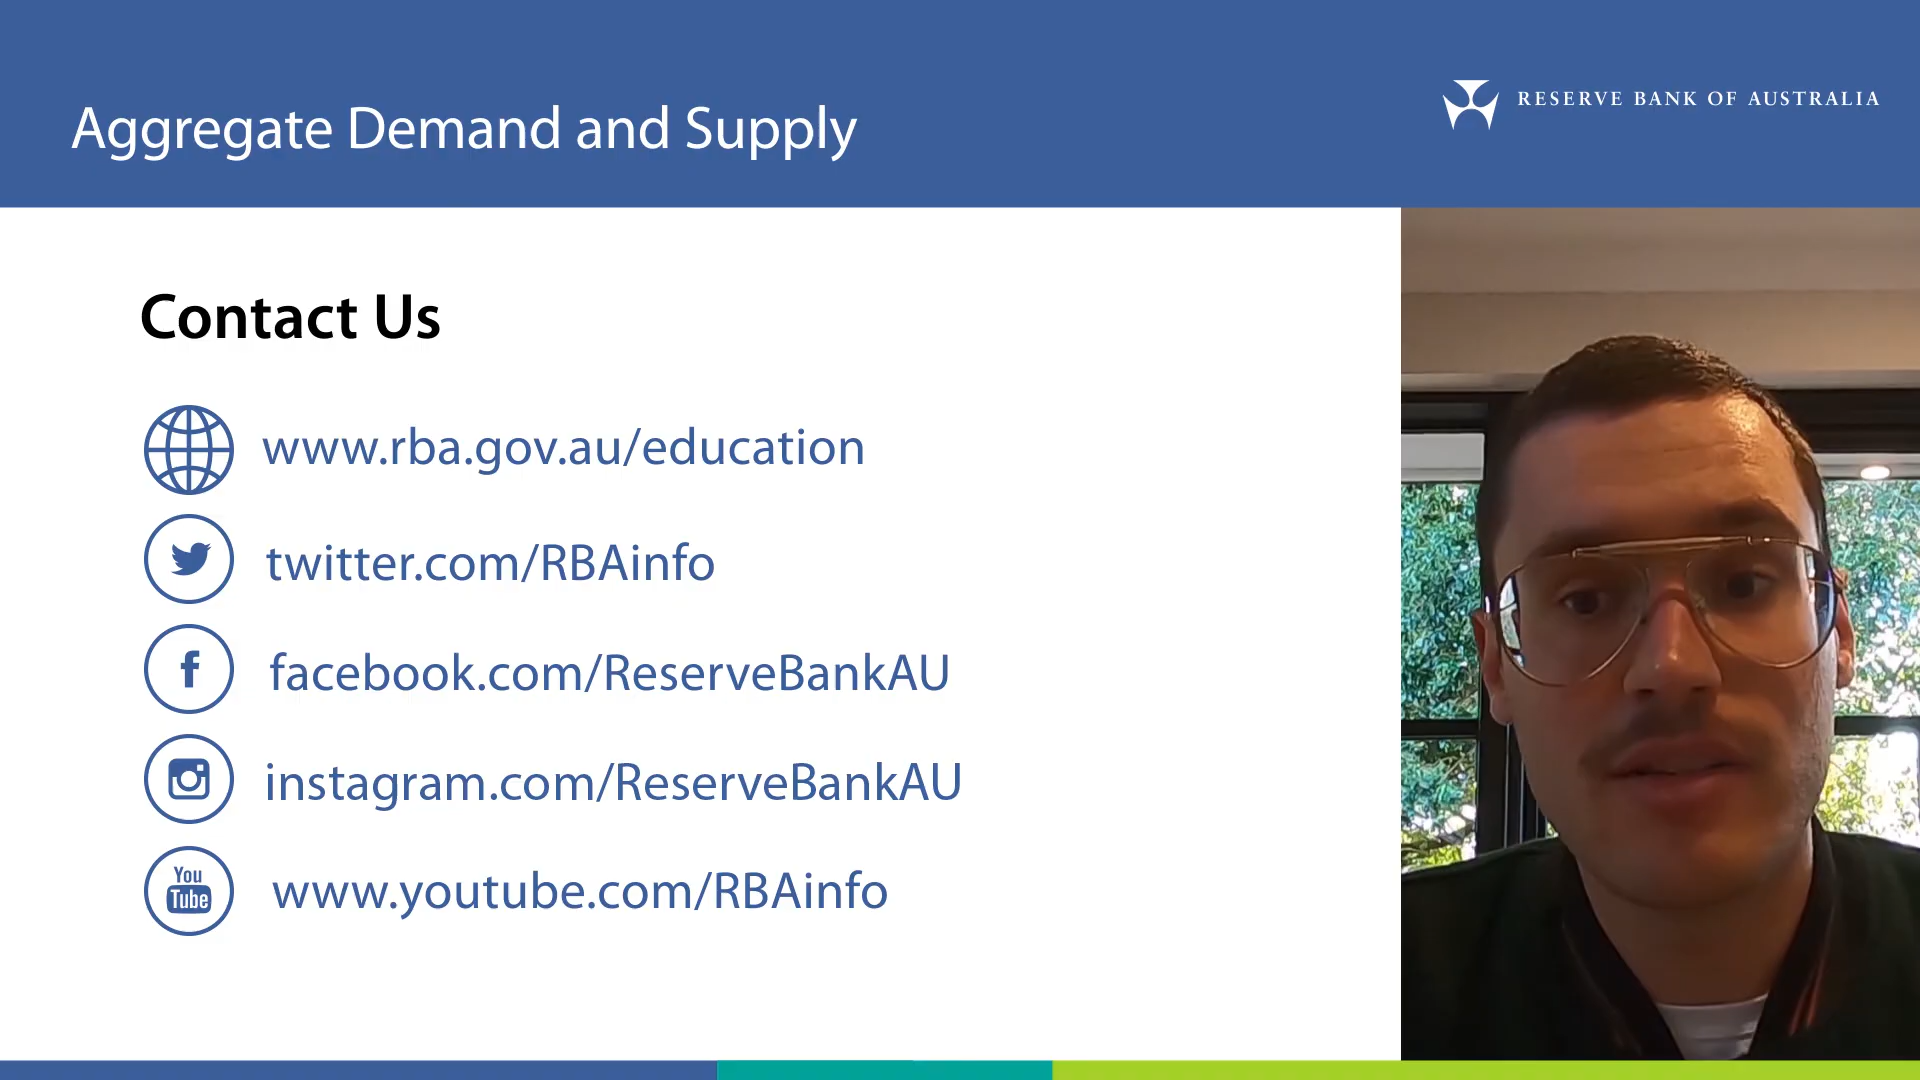 Aggregate Demand and Supply
RESERVE BANK OF AUSTRALIA
Contact Us
www.rba.gov.au/education
twitter.com/RBAinfo
facebook.com/ReserveBankAU
instagram.com/ReserveBankAU
You
Tube
www.youtube.com/RBAinfo